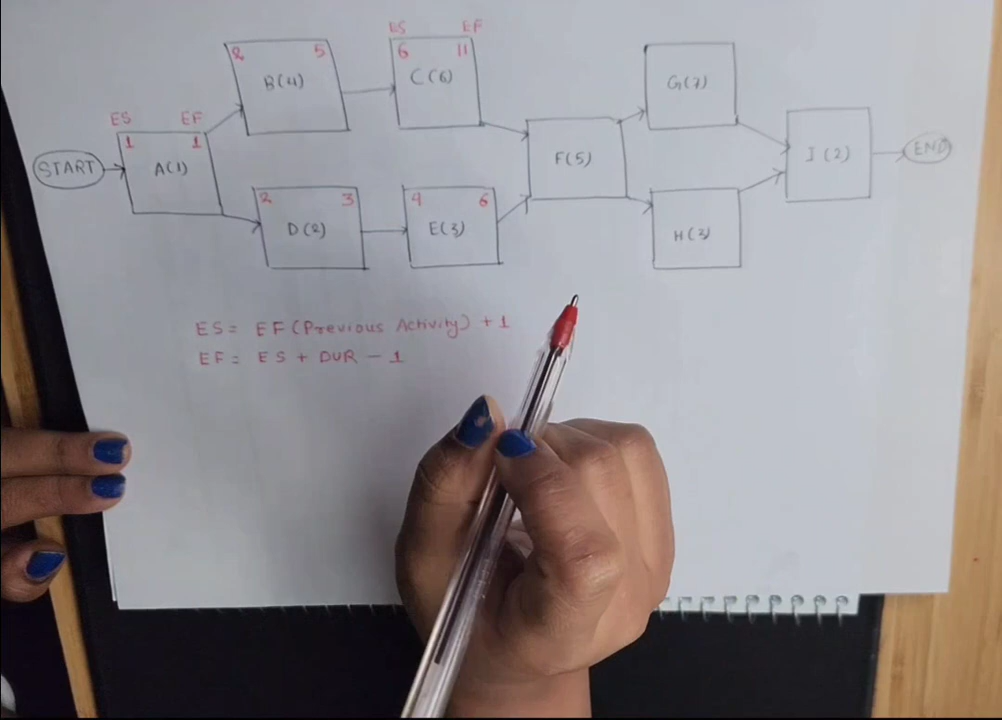 ES EF
2 5
B(4)
6 11
C(6)
G(7)
ES EF
1 1
START
A(1)
F(5)
I(2)
END
2 3
D(2)
4 6
E(3)
H(3)
ES = EF (Previous Activity) + 1
EF = ES + DUR - 1